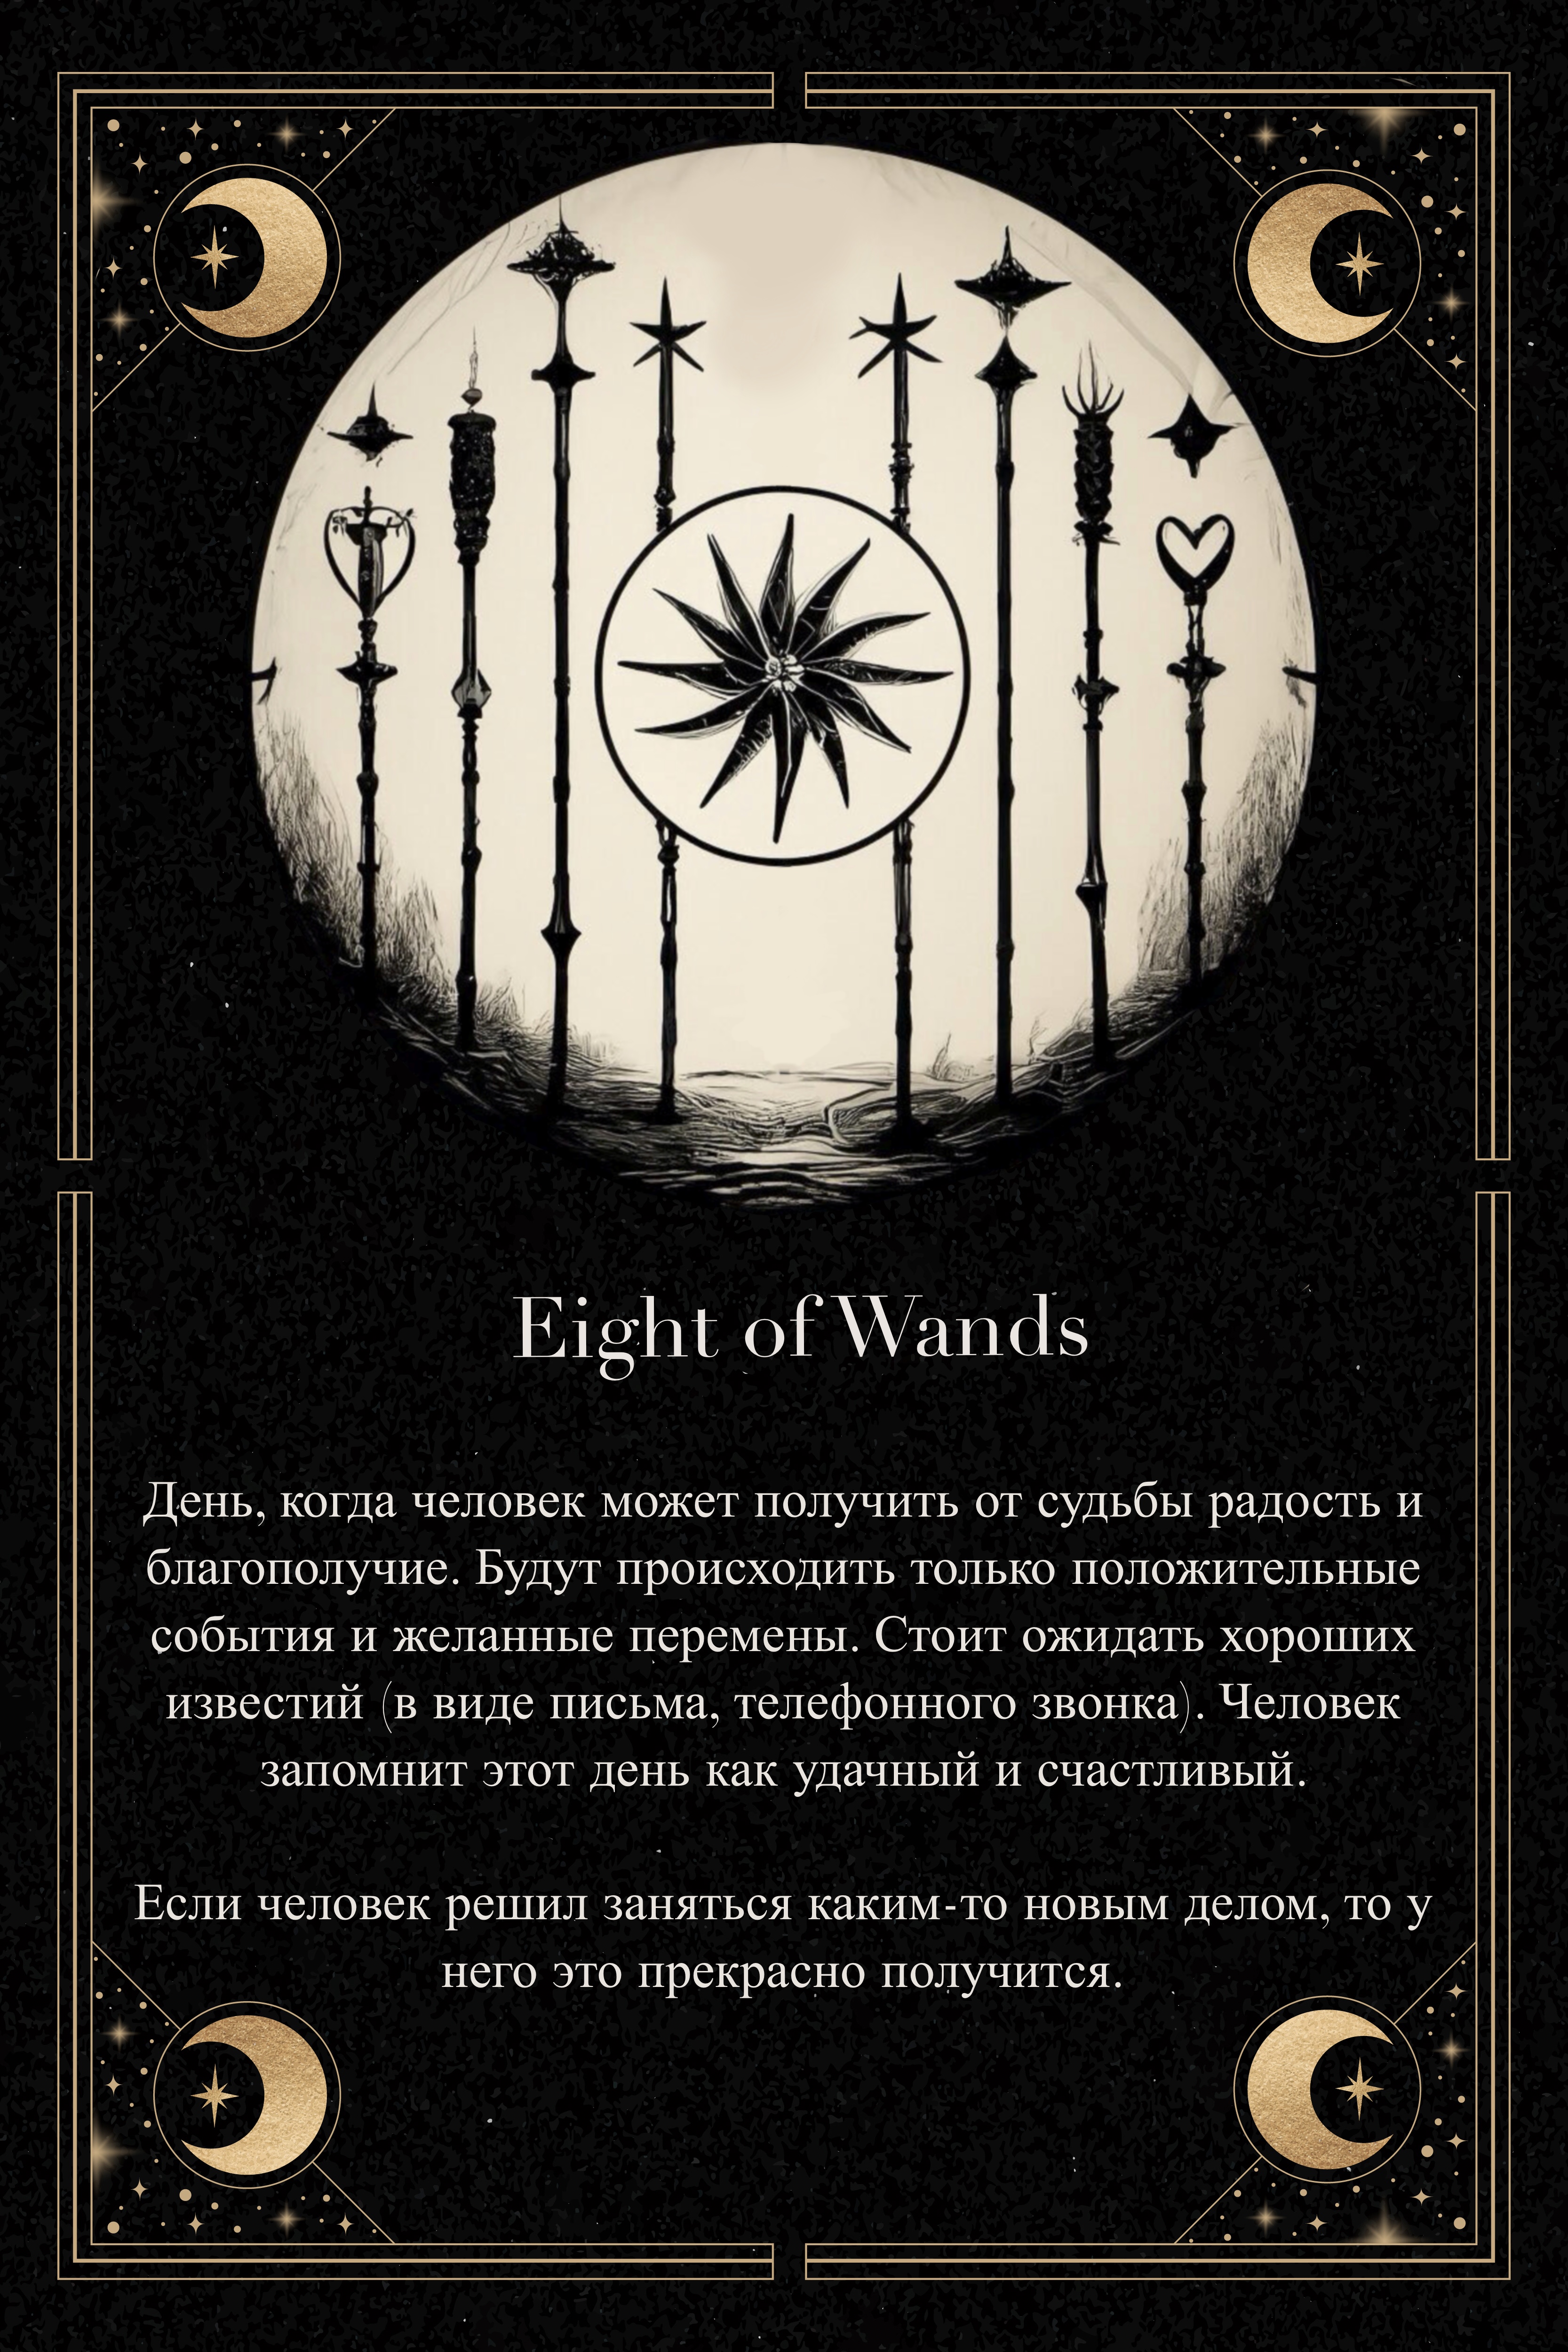 Eight of Wands
День, когда человек может получить от судьбы радость и
благополучие. Будут происходить только положительные
события и желанные перемены. Стоит ожидать хороших
известий (в виде письма, телефонного звонка). Человек
запомнит этот день как удачный и счастливый.
Если человек решил заняться каким-то новым делом, то у
него это прекрасно получится.